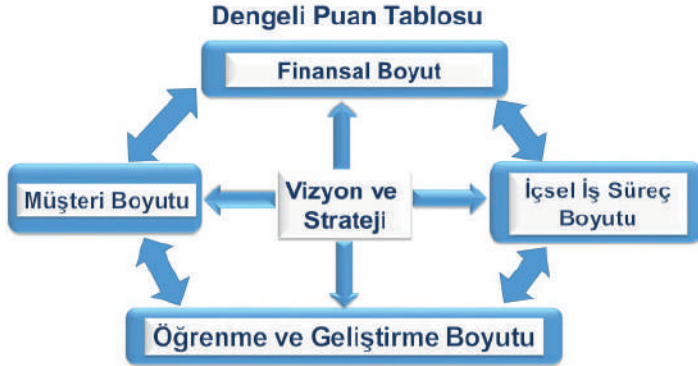 Dengeli Puan Tablosu
Finansal Boyut
Müşteri Boyutu
Vizyon ve
Strateji
İçsel İş Süreç
Boyutu
Öğrenme ve Geliştirme Boyutu